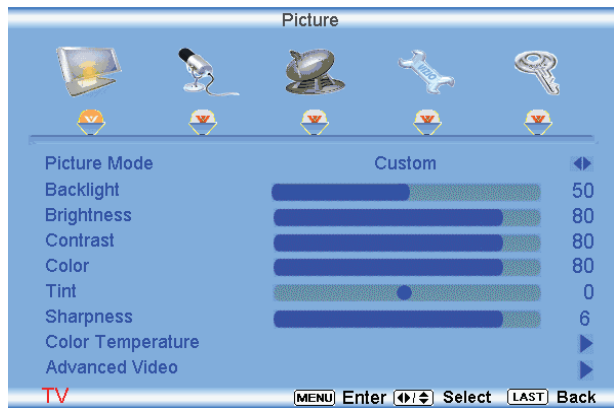 Picture
Picture Mode Custom
Backlight 50
Brightness 80
Contrast 80
Color 80
Tint 0
Sharpness 6
Color Temperature
Advanced Video
TV MENU Enter Select LAST Back